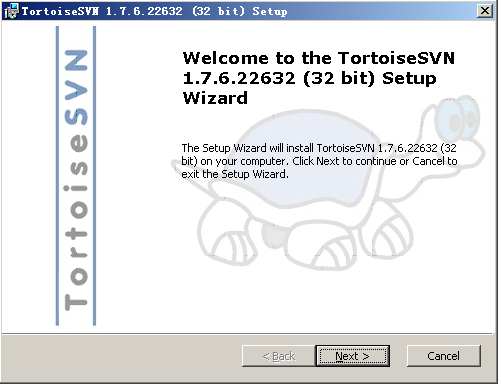 TortoiseSVN 1.7.6.22632 (32 bit) Setup
Welcome to the TortoiseSVN
1.7.6.22632 (32 bit) Setup
Wizard
The Setup Wizard will install TortoiseSVN 1.7.6.22632 (32
bit) on your computer. Click Next to continue or Cancel to
exit the Setup Wizard.
TortoiseSVN
< Back
Next >
Cancel